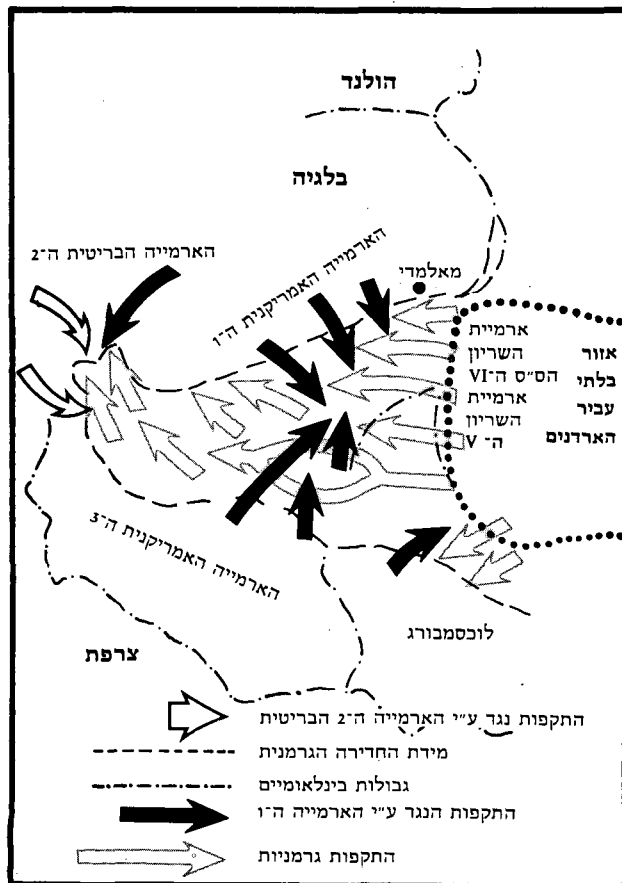 הולנד
בלגיה
הארמייה הבריטית ה־2
הארמייה האמריקנית ה־1
מאלמדי
ארמיית
השריון
הס״ס ה־VI
ארמיית
השריון
ה־V
אזור
בלתי
עביר
הארדנים
הארמייה האמריקנית ה־3
לוכסמבורג
צרפת
התקפות נגד ע״י הארמייה ה־2 הבריטית
מידת החדירה הגרמנית
גבולות בינלאומיים
התקפות הנגד ע״י הארמייה ה־1
התקפות גרמניות